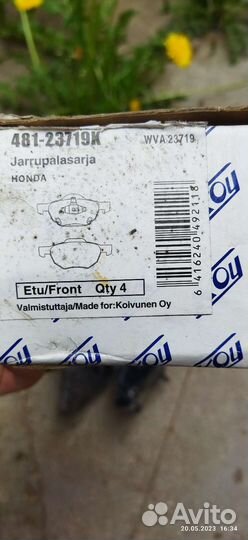 481-23719K
WVA 23719
Jarrupalasarja
HONDA
Etu/Front Qty 4
Valmistuttaja/Made for:Koivunen Oy
6 416240 492118
OY
Avito
20.05.2023 16:34